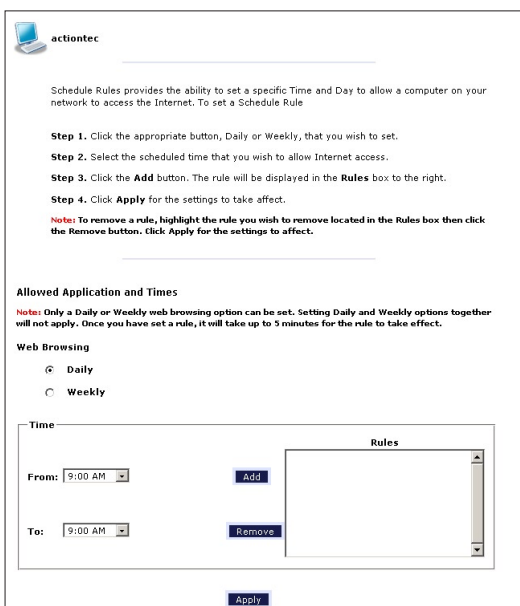 actiontec
Schedule Rules provides the ability to set a specific Time and Day to allow a computer on your
network to access the Internet. To set a Schedule Rule
Step 1. Click the appropriate button, Daily or Weekly, that you wish to set.
Step 2. Select the scheduled time that you wish to allow Internet access.
Step 3. Click the Add button. The rule will be displayed in the Rules box to the right.
Step 4. Click Apply for the settings to take affect.
Note: To remove a rule, highlight the rule you wish to remove located in the Rules box then click
the Remove button. Click Apply for the settings to affect.
Allowed Application and Times
Note: Only a Daily or Weekly web browsing option can be set. Setting Daily and Weekly options together
will not apply. Once you have set a rule, it will take up to 5 minutes for the rule to take effect.
Web Browsing
Daily
Weekly
Time
Rules
From: 9:00 AM
Add
To: 9:00 AM
Remove
Apply